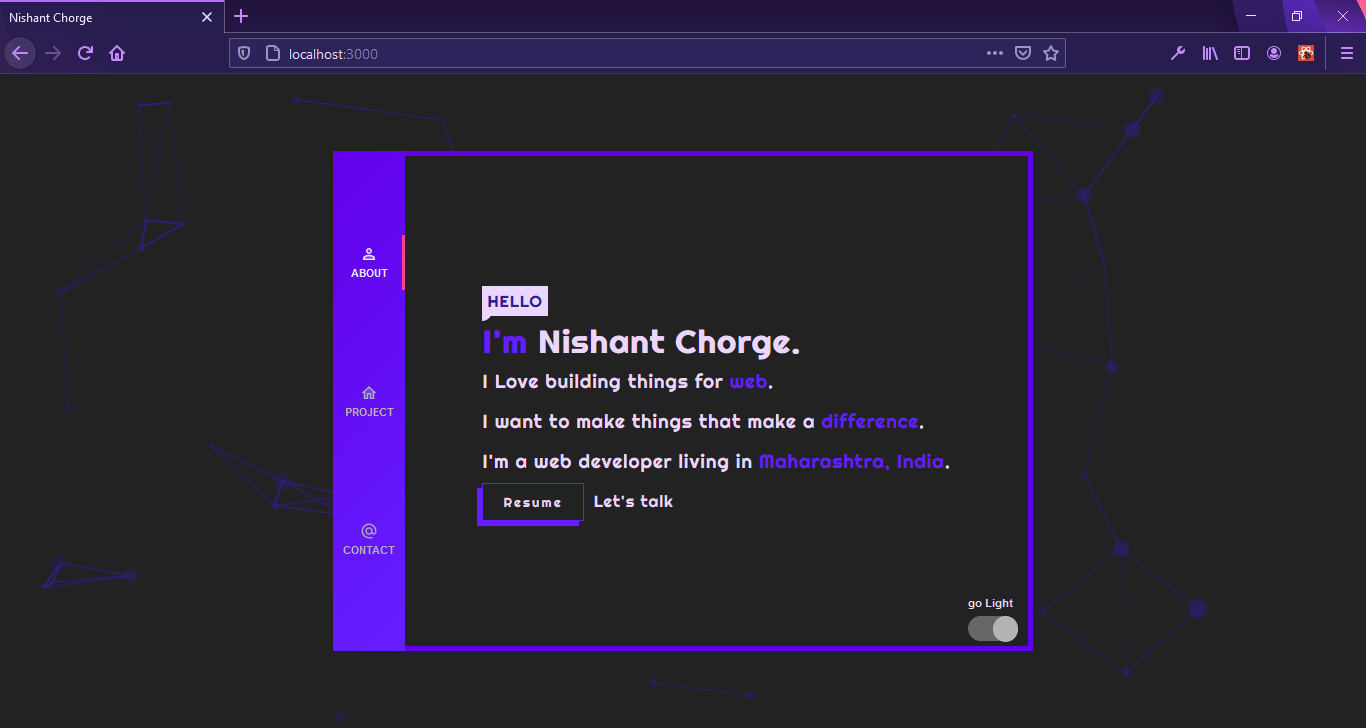 Nishant Chorge
localhost:3000
ABOUT
PROJECT
CONTACT
HELLO
I'm Nishant Chorge.
I Love building things for web.
I want to make things that make a difference.
I'm a web developer living in Maharashtra, India.
Resume Let's talk
go Light